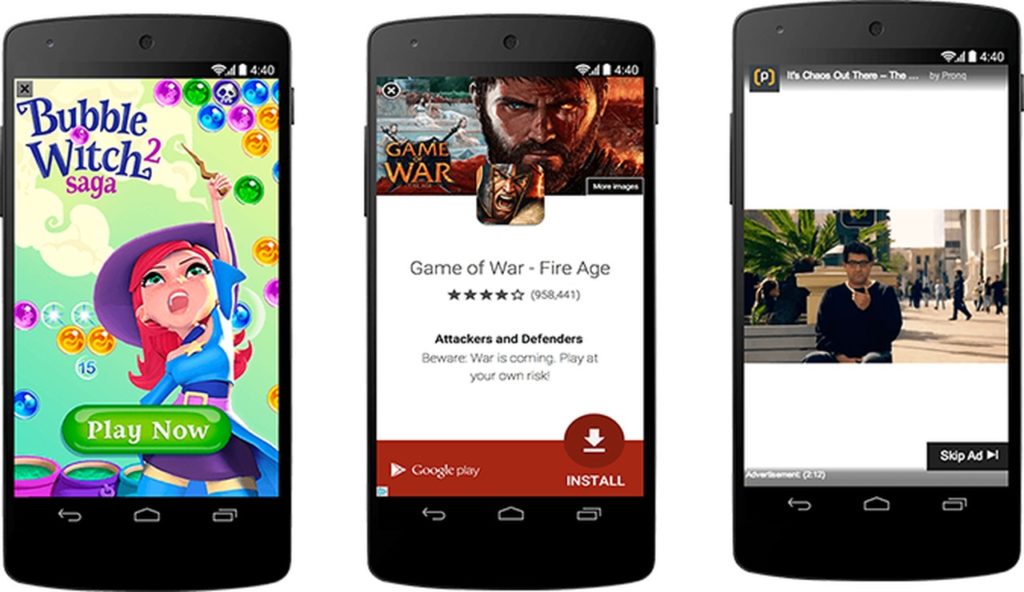 4:40
Bubble
Witch 2
saga
15
Play Now
4:40
GAME
OF
WAR
FIRE AGE
More images
Game of War - Fire Age
(958,441)
Attackers and Defenders
Beware: War is coming. Play at
your own risk!
Google play
INSTALL
4:40
(p) It's Chaos Out There – The ... by Pronq
Skip Ad
Advertisement: (2:12)